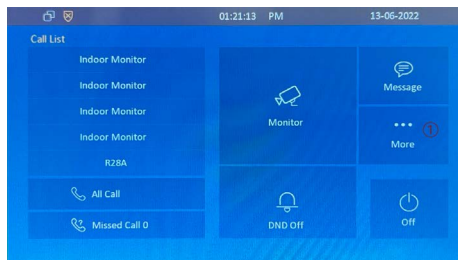 01:21:13 PM 13-06-2022
Call List
Indoor Monitor
Indoor Monitor
Indoor Monitor
Indoor Monitor
R28A
All Call
Missed Call 0
Monitor
DND Off
Message
More ①
Off